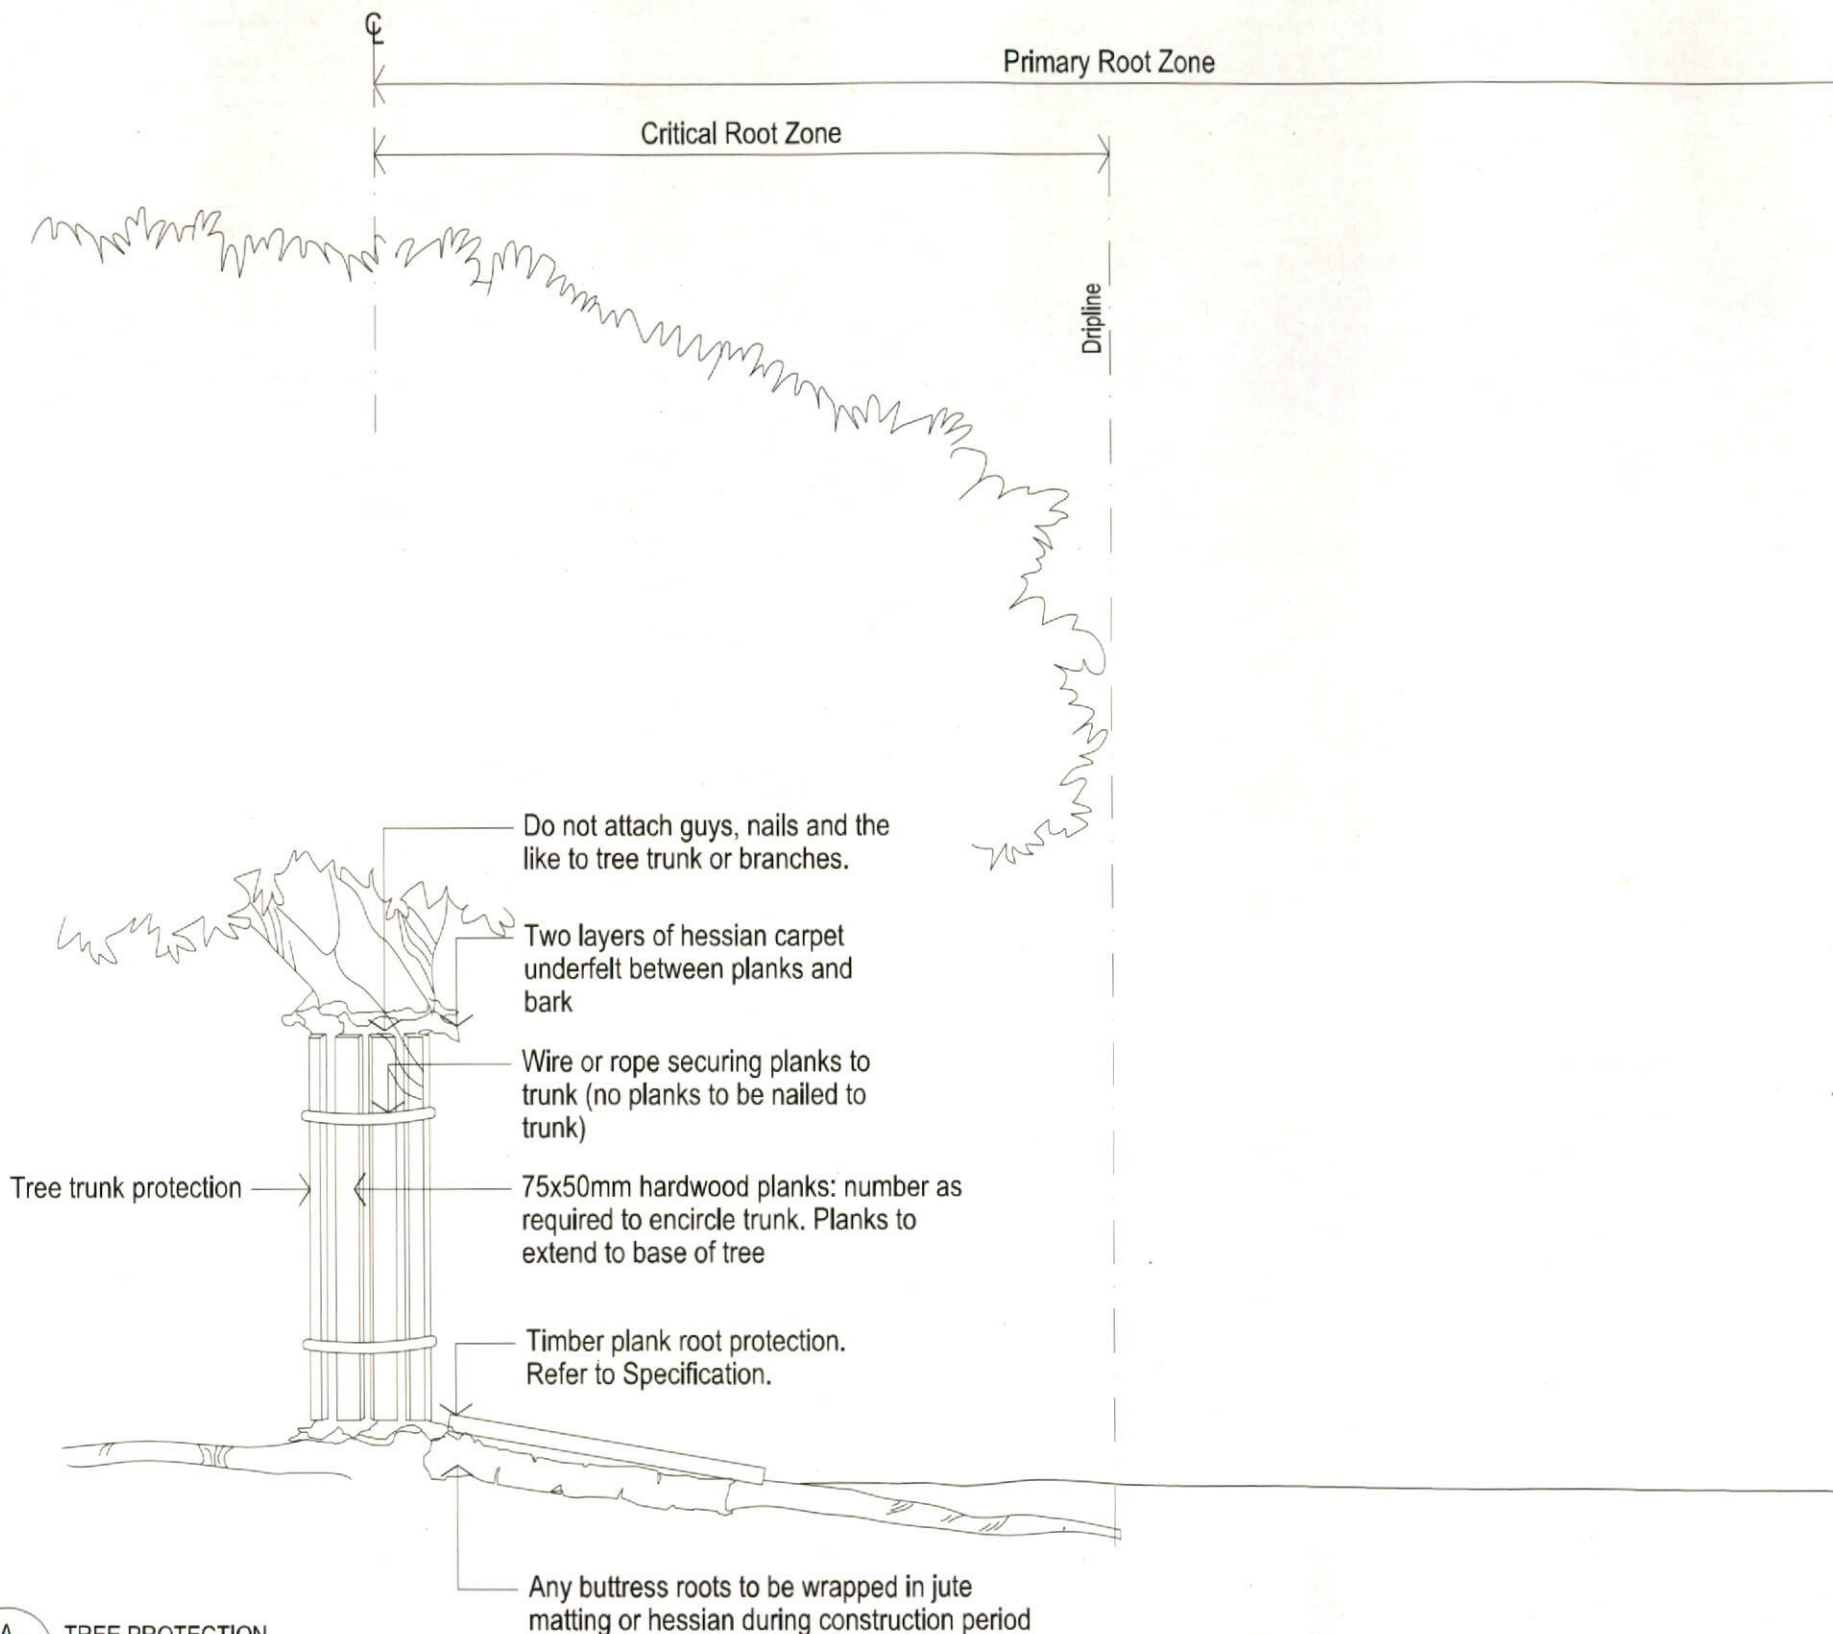 ℄
Primary Root Zone
Critical Root Zone
Dripline
Do not attach guys, nails and the
like to tree trunk or branches.
Two layers of hessian carpet
underfelt between planks and
bark
Wire or rope securing planks to
trunk (no planks to be nailed to
trunk)
Tree trunk protection
75x50mm hardwood planks: number as
required to encircle trunk. Planks to
extend to base of tree
Timber plank root protection.
Refer to Specification.
Any buttress roots to be wrapped in jute
matting or hessian during construction period
A
TREE PROTECTION